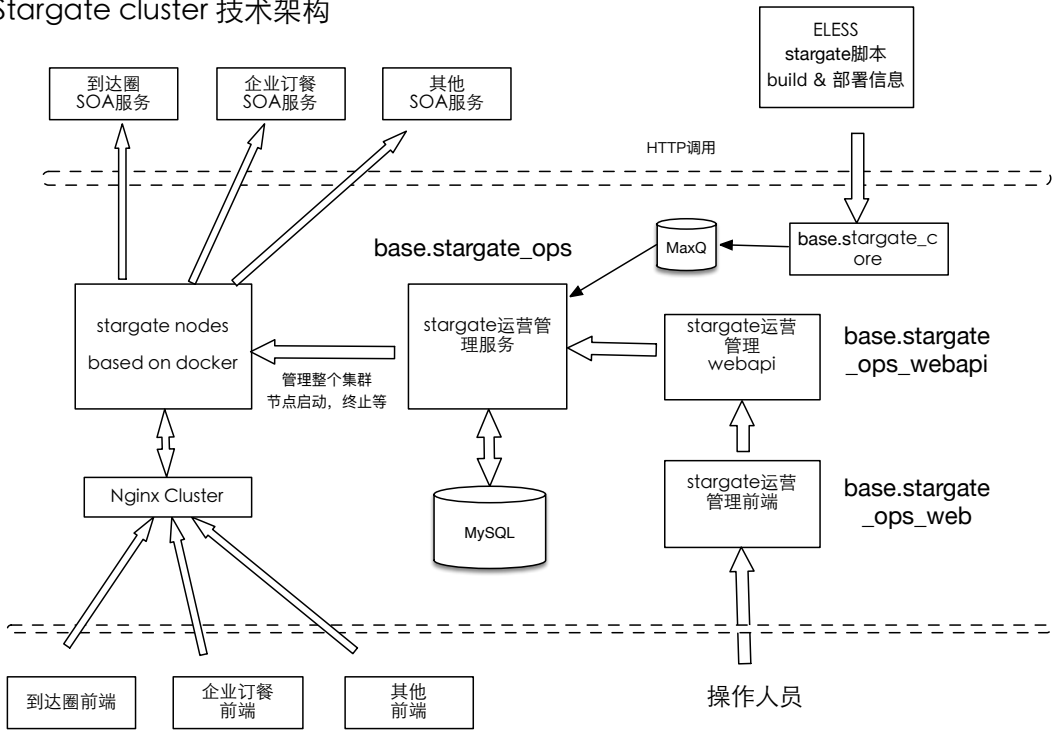 Stargate cluster 技术架构
ELESS
stargate脚本
build & 部署信息
到达圈
SOA服务
企业订餐
SOA服务
其他
SOA服务
HTTP调用
base.stargate_c
ore
MaxQ
base.stargate_ops
stargate nodes
based on docker
stargate运营管
理服务
stargate运营
管理
webapi
base.stargate
_ops_webapi
管理整个集群
节点启动，终止等
Nginx Cluster
MySQL
stargate运营
管理前端
base.stargate
_ops_web
到达圈前端
企业订餐
前端
其他
前端
操作人员